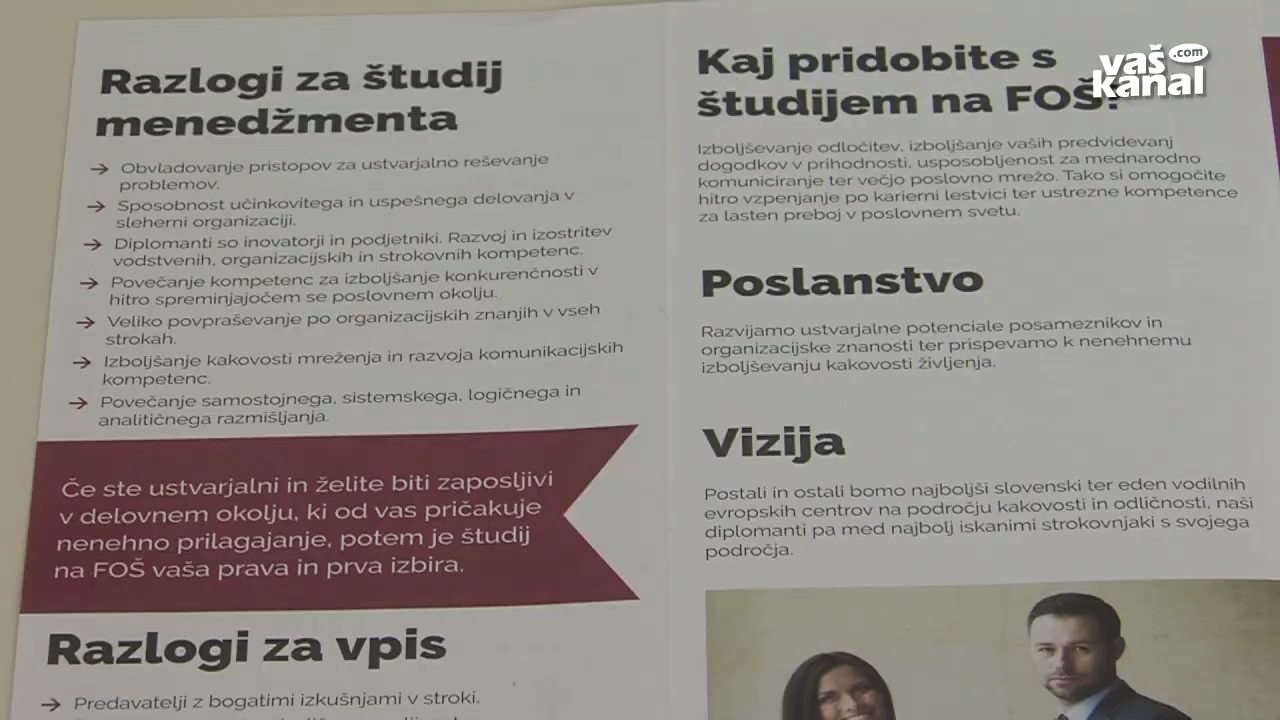 Razlogi za študij
menedžmenta
→ Obvladovanje pristopov za ustvarjalno reševanje
problemov.
→ Sposobnost učinkovitega in uspešnega delovanja v
sleherni organizaciji.
→ Diplomanti so inovatorji in podjetniki. Razvoj in izostritev
vodstvenih, organizacijskih in strokovnih kompetenc.
→ Povečanje kompetenc za izboljšanje konkurenčnosti v
hitro spreminjajočem se poslovnem okolju.
→ Veliko povpraševanje po organizacijskih znanjih v vseh
strokah.
→ Izboljšanje kakovosti mreženja in razvoja komunikacijskih
kompetenc.
→ Povečanje samostojnega, sistemskega, logičnega in
analitičnega razmišljanja.
Če ste ustvarjalni in želite biti zaposljivi
v delovnem okolju, ki od vas pričakuje
nenehno prilagajanje, potem je študij
na FOŠ vaša prava in prva izbira.
Razlogi za vpis
→ Predavatelji z bogatimi izkušnjami v stroki.
Kaj pridobite s
študijem na FOŠ?
Izboljševanje odločitev, izboljšanje vaših predvidevanj
dogodkov v prihodnosti, usposobljenost za mednarodno
komuniciranje ter večjo poslovno mrežo. Tako si omogočite
hitro vzpenjanje po karierni lestvici ter ustrezne kompetence
za lasten preboj v poslovnem svetu.
Poslanstvo
Razvijamo ustvarjalne potenciale posameznikov in
organizacijske znanosti ter prispevamo k nenehnemu
izboljševanju kakovosti življenja.
Vizija
Postali in ostali bomo najboljši slovenski ter eden vodilnih
evropskih centrov na področju kakovosti in odličnosti, naši
diplomanti pa med najbolj iskanimi strokovnjaki s svojega
področja.
vaš .com
kanal